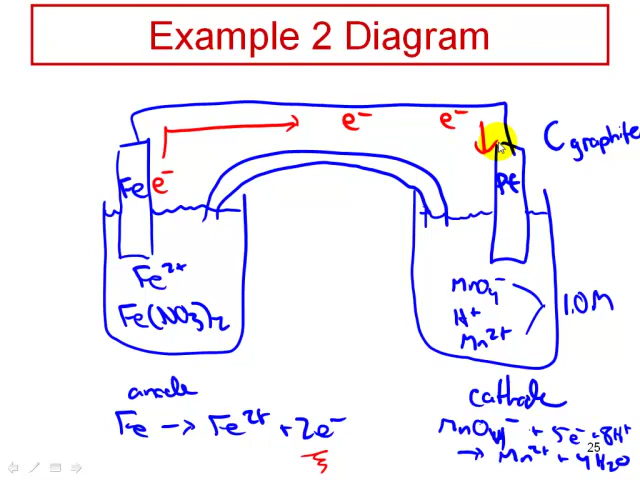 Example 2 Diagram
e⁻ e⁻
C graphite
Fe e⁻
Pt
Fe²⁺
Fe(NO₃)₂
MnO₄⁻
H⁺
Mn²⁺
1.0M
anode
Fe → Fe²⁺ + 2e⁻
cathode
MnO₄⁻ + 5e⁻ + 8H⁺
→ Mn²⁺ + 4H₂O
25